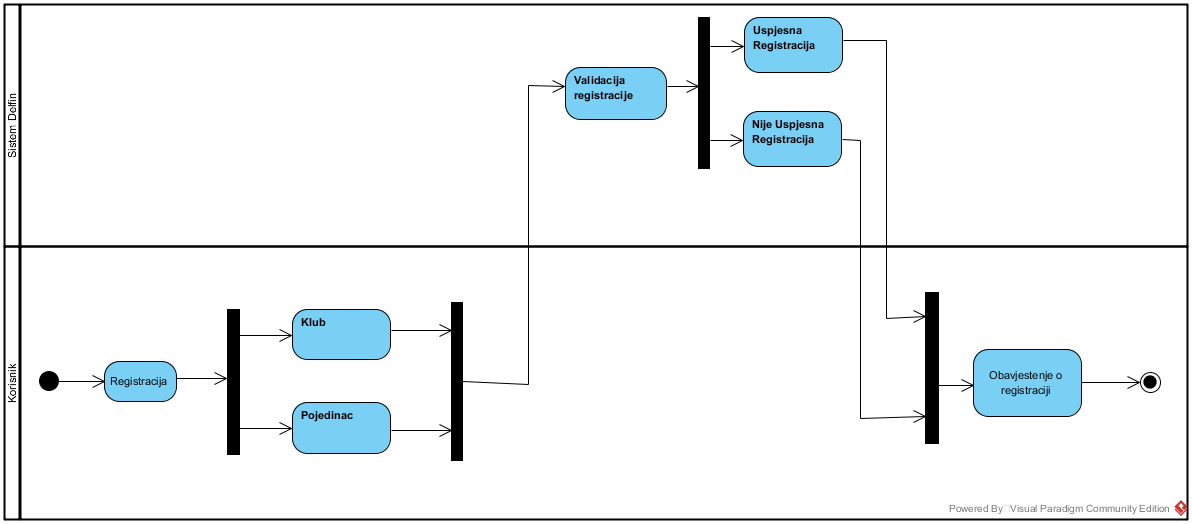 Sistem Delfin
Validacija
registracije
Uspjesna
Registracija
Nije Uspjesna
Registracija
Korisnik
Registracija
Klub
Pojedinac
Obavjestenje o
registraciji
Powered By Visual Paradigm Community Edition